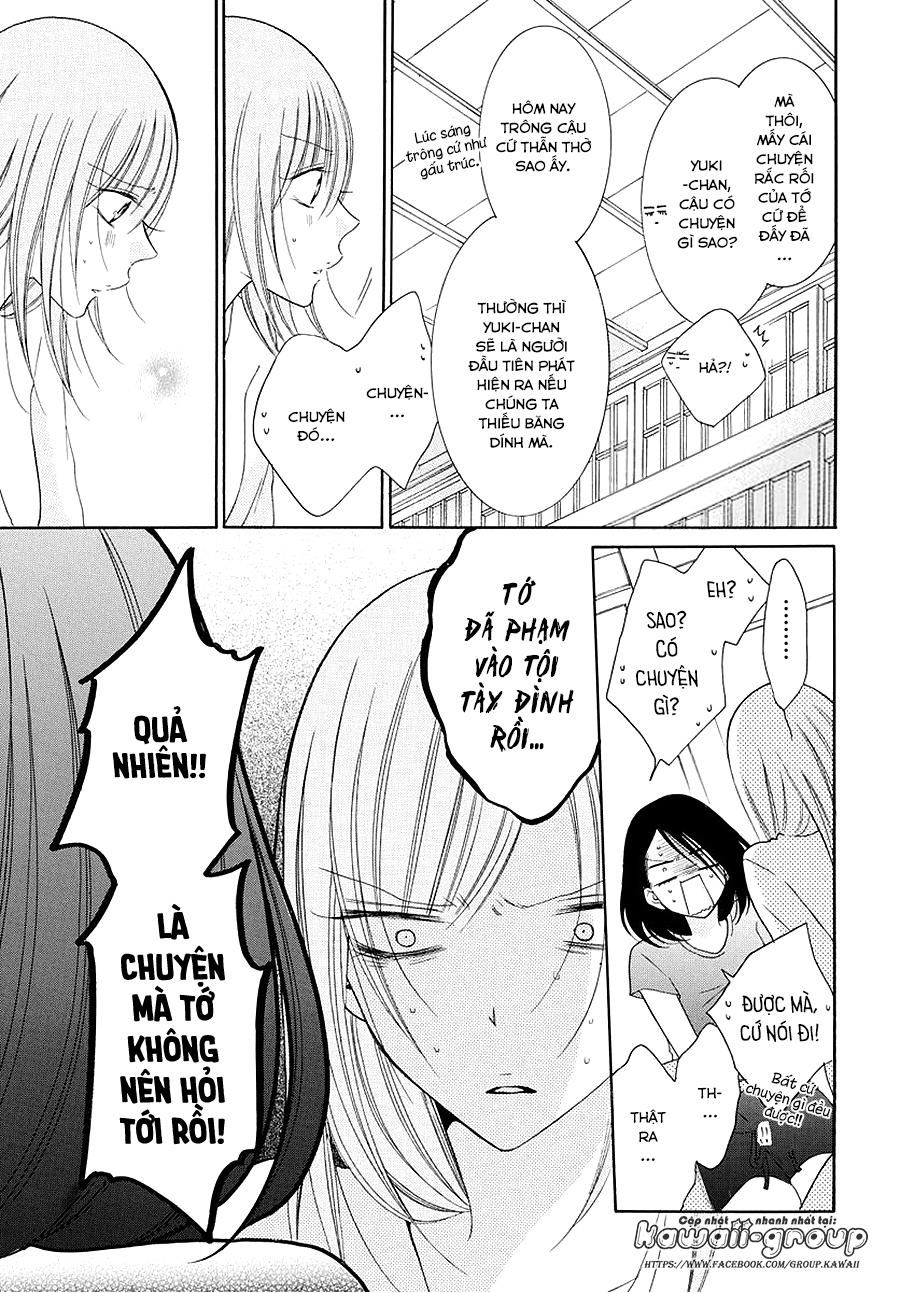 MÀ
THÔI,
MẤY CÁI
CHUYỆN
RẮC RỐI
CỦA TỚ
CỨ ĐỂ
ĐẤY ĐÃ
...
YUKI
-CHAN,
CẬU CÓ
CHUYỆN
GÌ SAO?
HẢ?!
HÔM NAY
TRÔNG CẬU
CỨ THẪN THỜ
SAO ẤY.
Lúc sáng
trông cứ như
gấu trúc.
THƯỜNG THÌ
YUKI-CHAN
SẼ LÀ NGƯỜI
ĐẦU TIÊN PHÁT
HIỆN RA NẾU
CHÚNG TA
THIẾU BĂNG
DÍNH MÀ.
CHUYỆN-
...
CHUYỆN
ĐÓ...
........
EH?
SAO?
CÓ
CHUYỆN
GÌ?
ĐƯỢC MÀ,
CỨ NÓI ĐI!
Bất cứ
chuyện gì đều
được!!
TH-
...
THẬT
RA
...
TỚ
ĐÃ PHẠM
VÀO TỘI
TÀY ĐÌNH
RỒI...
QUẢ
NHIÊN!!
LÀ
CHUYỆN
MÀ TỚ
KHÔNG
NÊN HỎI
TỚI RỒI!
Cập nhật nhanh nhất tại:
kawaii-group
HTTPS://WWW.FACEBOOK.COM/GROUP.KAWAII